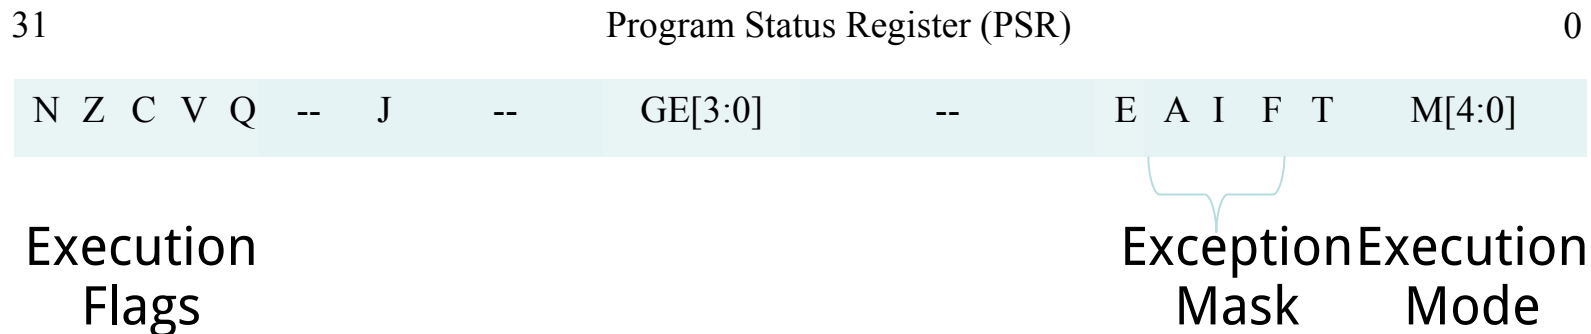 31 Program Status Register (PSR) 0
N Z C V Q -- J -- GE[3:0] -- E A I F T M[4:0]
Execution Flags
Exception Mask
Execution Mode